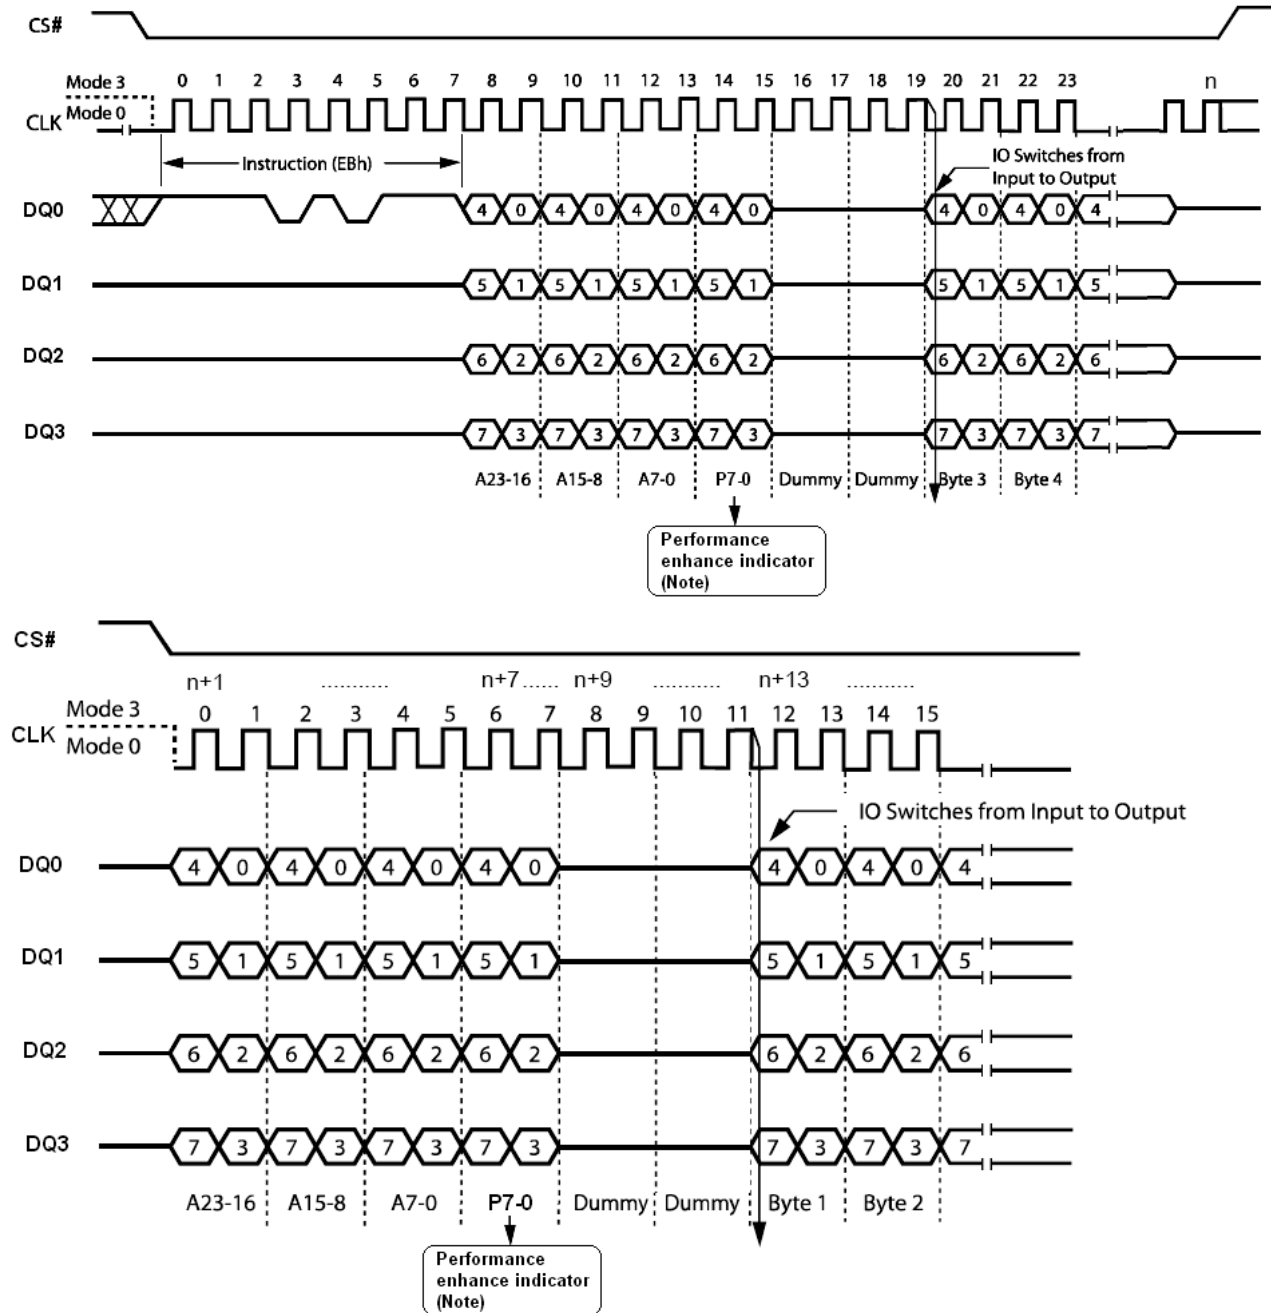 CS#
Mode 3
0 1 2 3 4 5 6 7 8 9 10 11 12 13 14 15 16 17 18 19 20 21 22 23 n
Mode 0
CLK
Instruction (EBh)
IO Switches from
Input to Output
DQ0 4 0 4 0 4 0 4 0 4 0 4 0 4
DQ1 5 1 5 1 5 1 5 1 5 1 5 1 5
DQ2 6 2 6 2 6 2 6 2 6 2 6 2 6
DQ3 7 3 7 3 7 3 7 3 7 3 7 3 7
A23-16 A15-8 A7-0 P7-0 Dummy Dummy Byte 3 Byte 4
Performance
enhance indicator
(Note)
CS#
n+1 ........... n+7 ...... n+9 ........... n+13 ...........
Mode 3
0 1 2 3 4 5 6 7 8 9 10 11 12 13 14 15
CLK
Mode 0
IO Switches from Input to Output
DQ0 4 0 4 0 4 0 4 0 4 0 4 0 4
DQ1 5 1 5 1 5 1 5 1 5 1 5 1 5
DQ2 6 2 6 2 6 2 6 2 6 2 6 2 6
DQ3 7 3 7 3 7 3 7 3 7 3 7 3 7
A23-16 A15-8 A7-0 P7-0 Dummy Dummy Byte 1 Byte 2
Performance
enhance indicator
(Note)